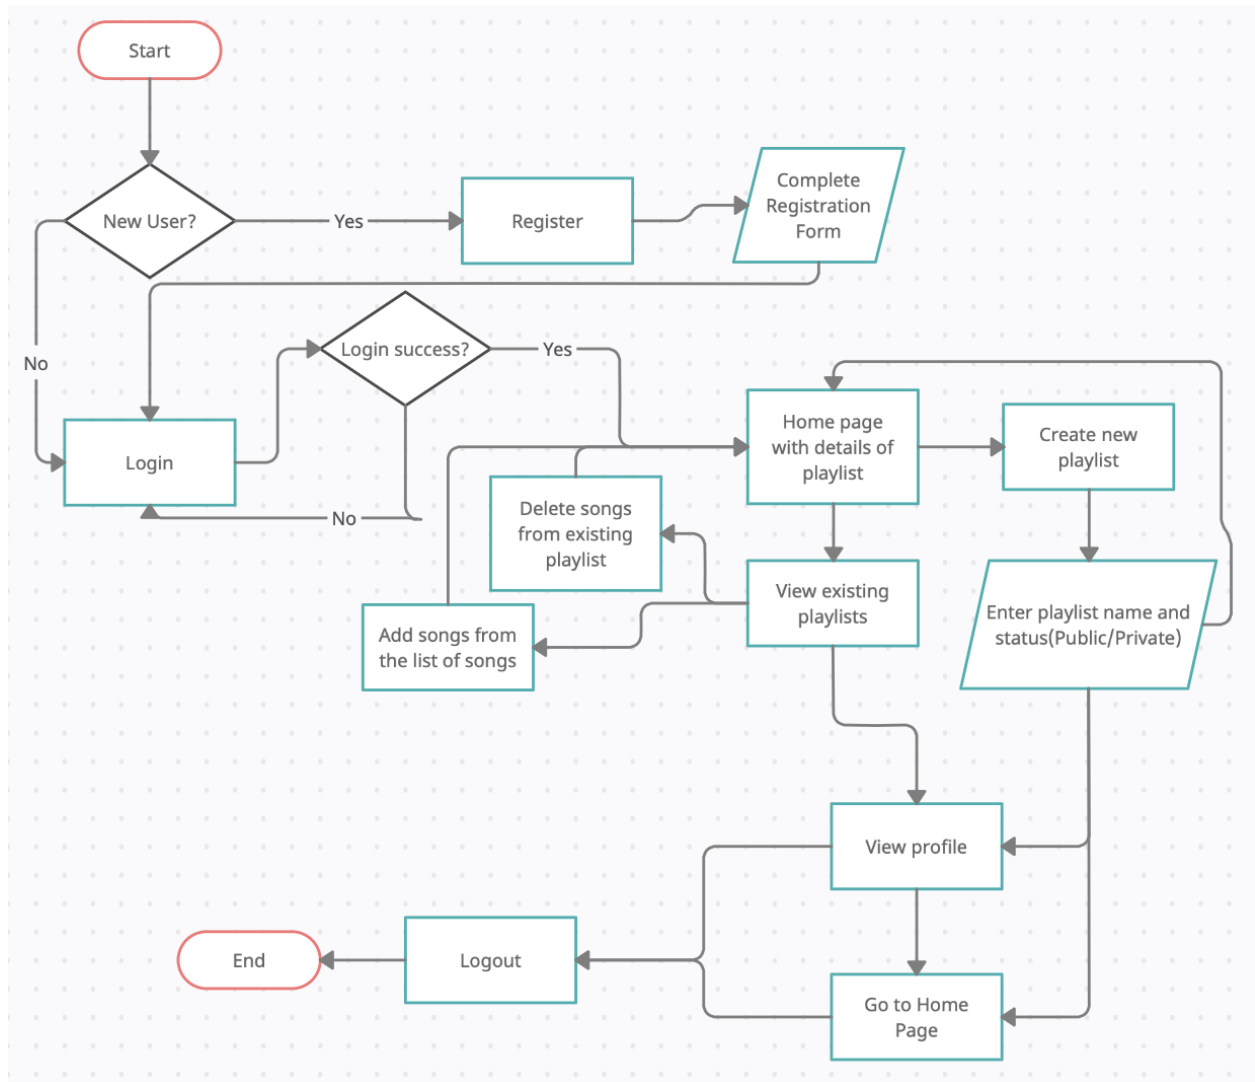 Start
New User?
Yes
Register
Complete
Registration
Form
No
Login success?
Yes
Login
No
Home page
with details of
playlist
Create new
playlist
Delete songs
from existing
playlist
View existing
playlists
Enter playlist name and
status(Public/Private)
Add songs from
the list of songs
View profile
End
Logout
Go to Home
Page